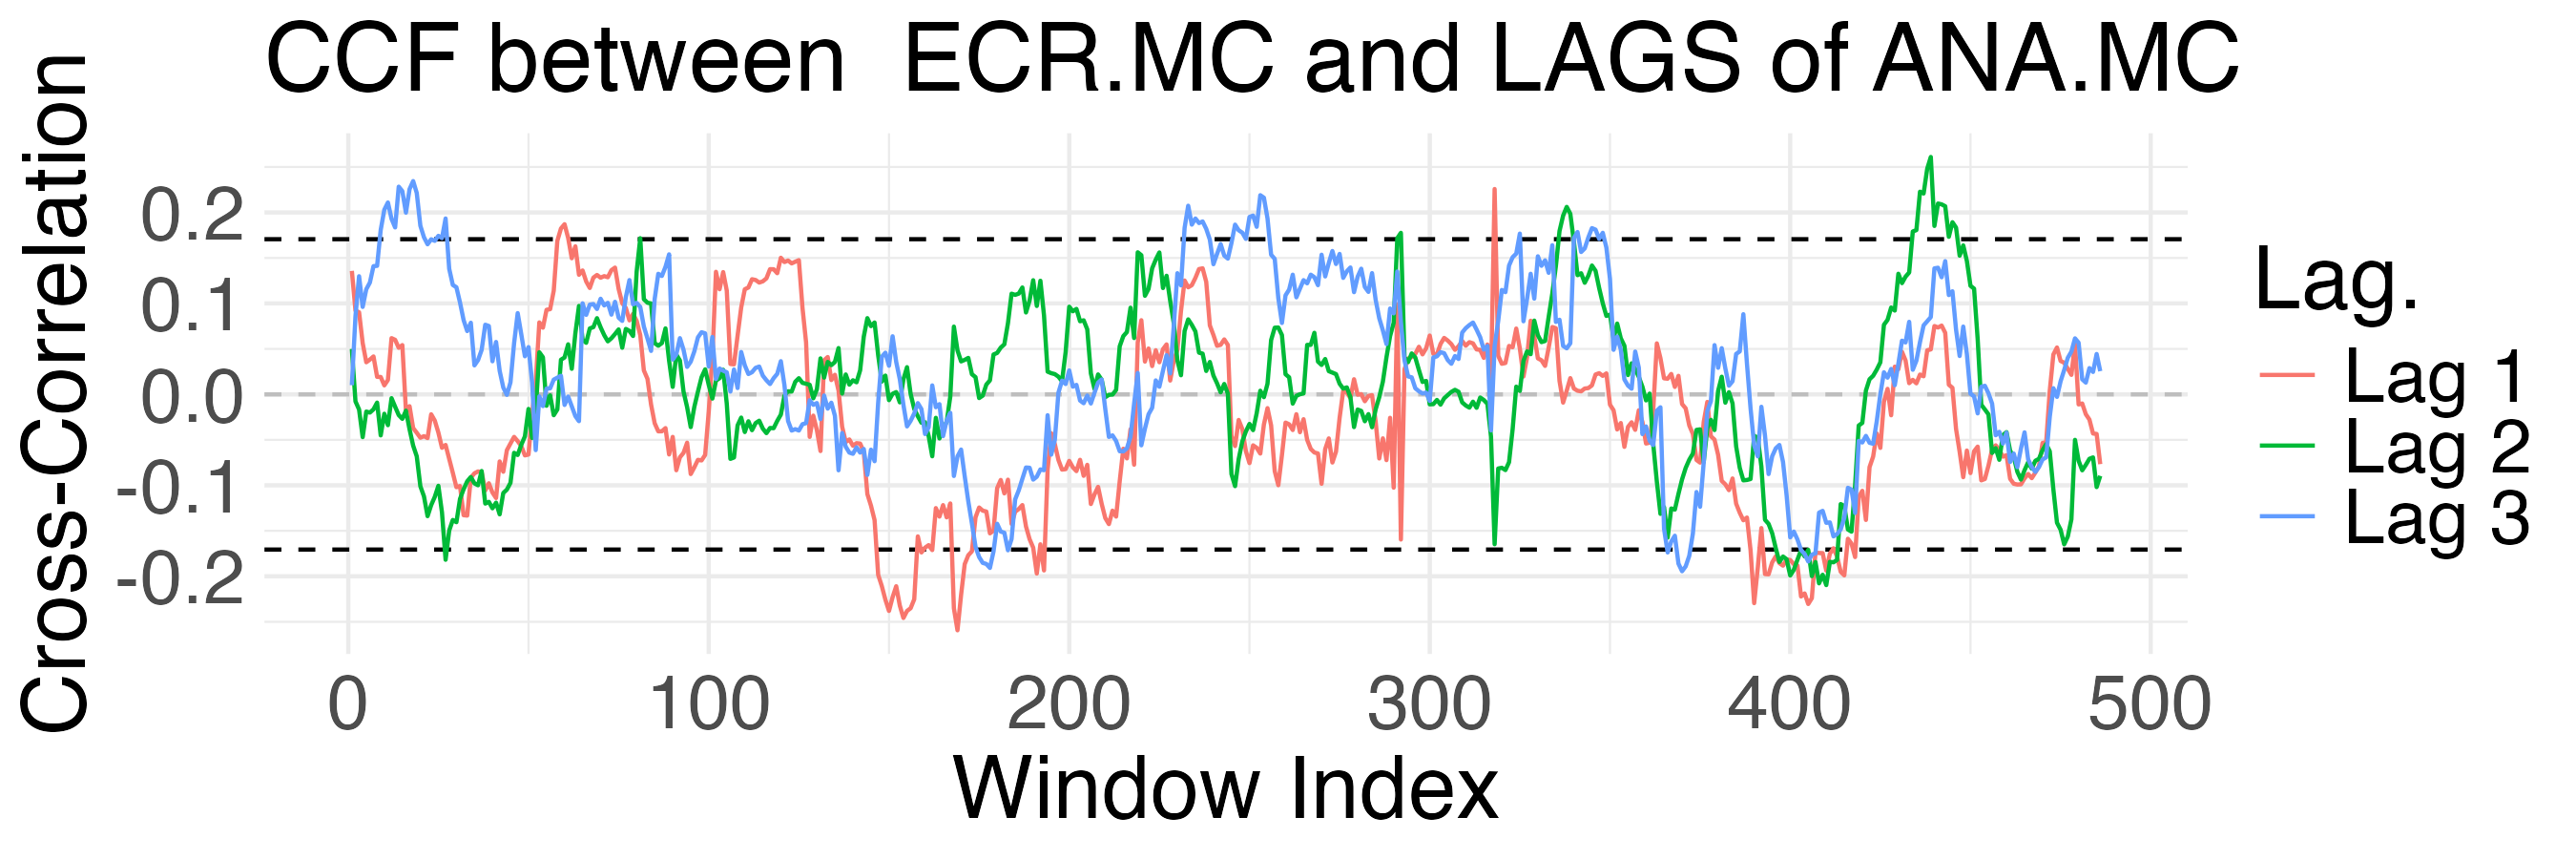 CCF between  ECR.MC and LAGS of ANA.MC
Cross-Correlation
0.2
0.1
0.0
-0.1
-0.2
0 100 200 300 400 500
Window Index
Lag.
Lag 1
Lag 2
Lag 3